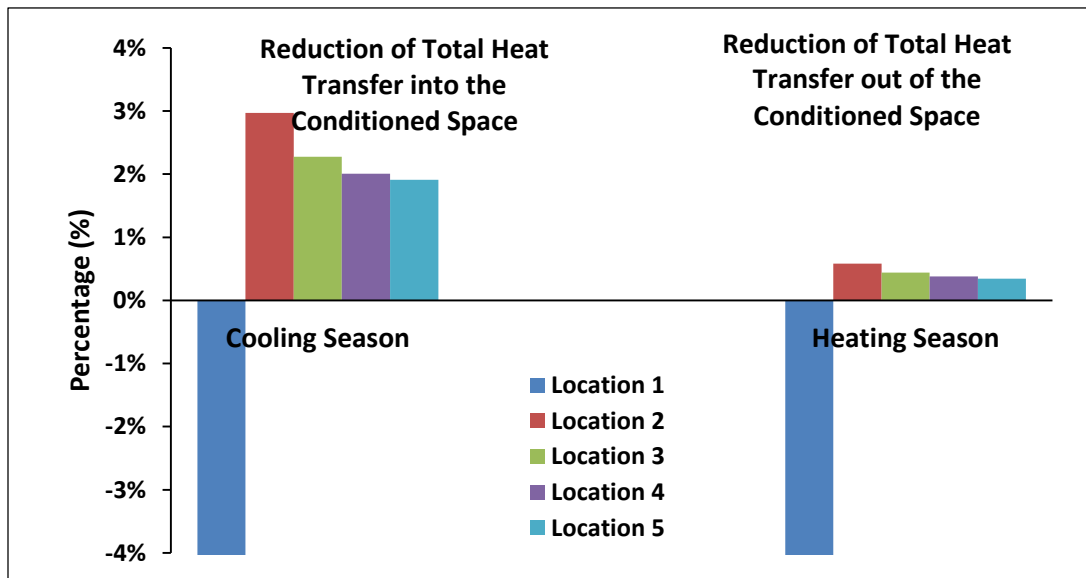 Reduction of Total Heat
Transfer into the
Conditioned Space
Reduction of Total Heat
Transfer out of the
Conditioned Space
Percentage (%)
4%
3%
2%
1%
0%
-1%
-2%
-3%
-4%
Cooling Season
Heating Season
Location 1
Location 2
Location 3
Location 4
Location 5